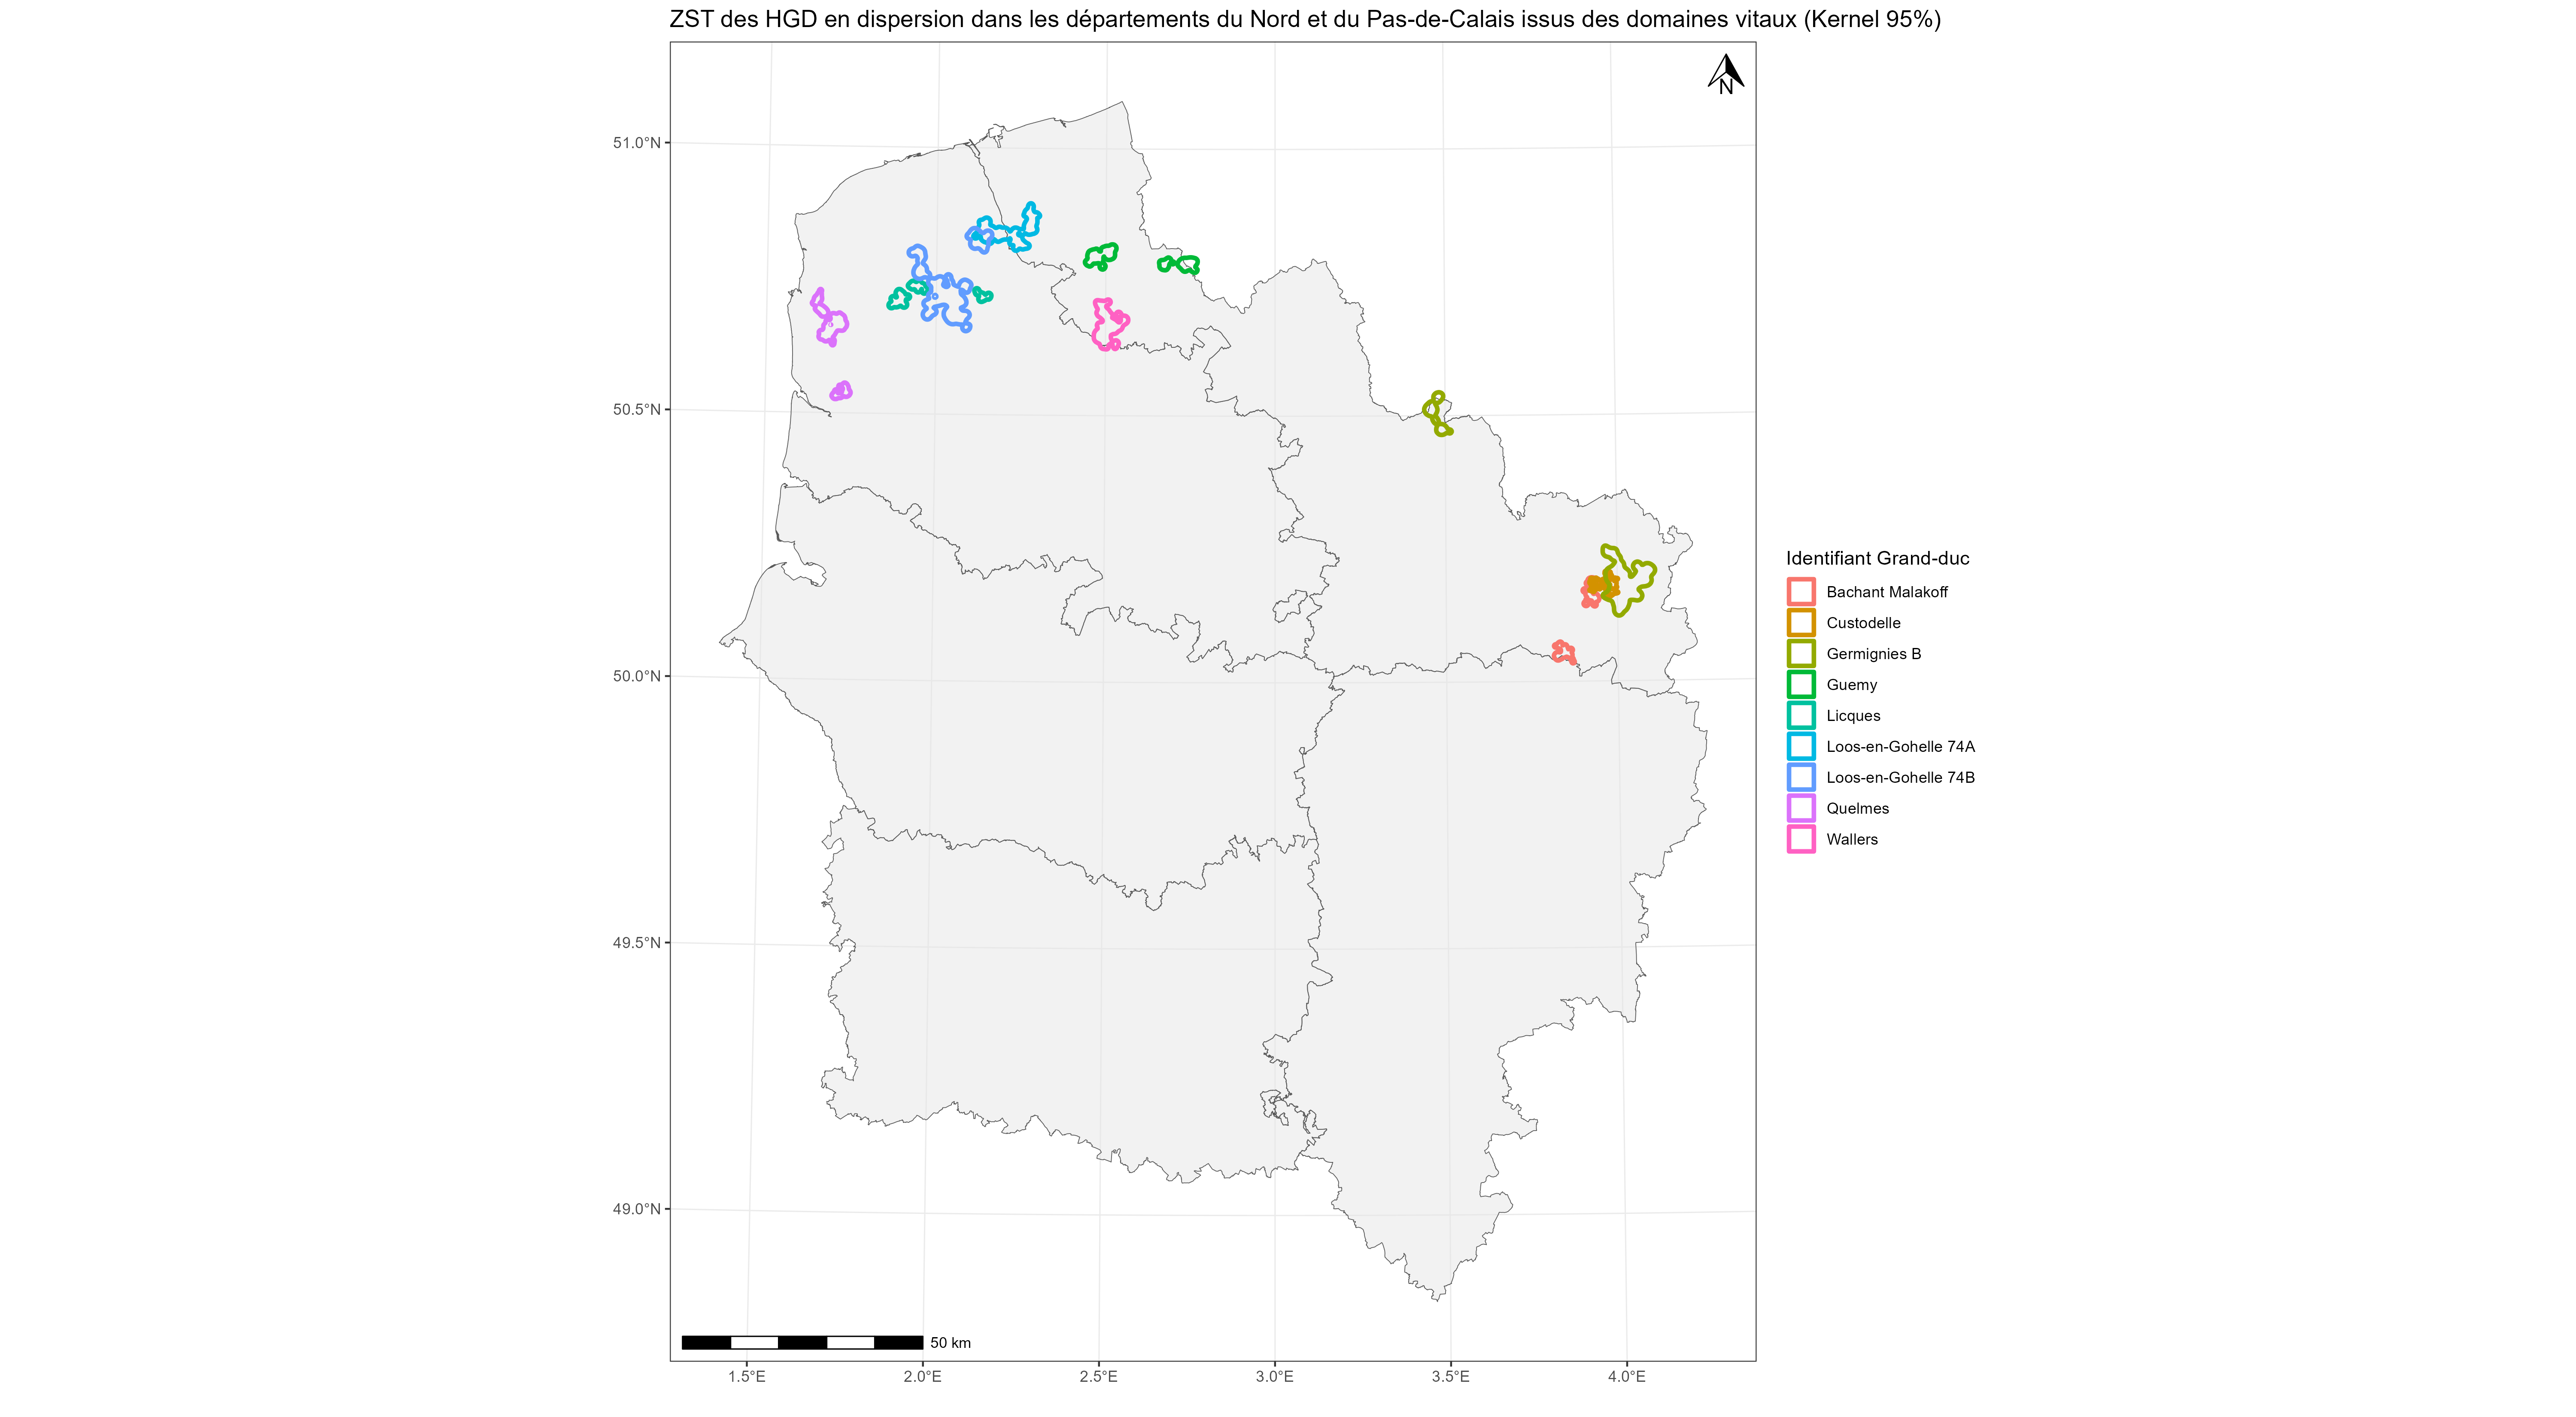 ZST des HGD en dispersion dans les départements du Nord et du Pas-de-Calais issus des domaines vitaux (Kernel 95%)
N
51.0°N
50.5°N
50.0°N
49.5°N
49.0°N
50 km
1.5°E
2.0°E
2.5°E
3.0°E
3.5°E
4.0°E
Identifiant Grand-duc
Bachant Malakoff
Custodelle
Germignies B
Guemy
Licques
Loos-en-Gohelle 74A
Loos-en-Gohelle 74B
Quelmes
Wallers